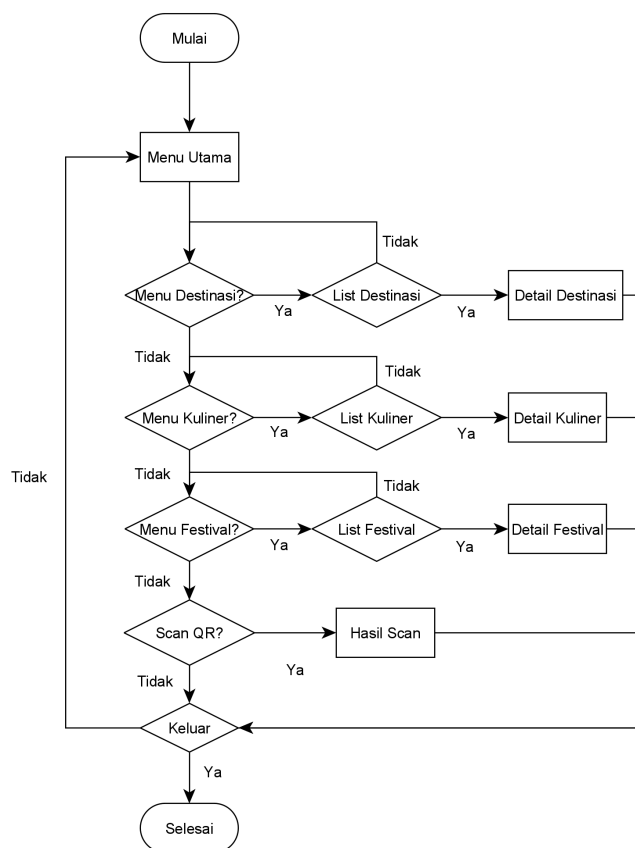 Mulai
Menu Utama
Tidak
Menu Destinasi?
Ya
List Destinasi
Ya
Detail Destinasi
Tidak
Tidak
Menu Kuliner?
Ya
List Kuliner
Ya
Detail Kuliner
Tidak
Tidak
Tidak
Menu Festival?
Ya
List Festival
Ya
Detail Festival
Tidak
Scan QR?
Ya
Hasil Scan
Tidak
Keluar
Ya
Selesai